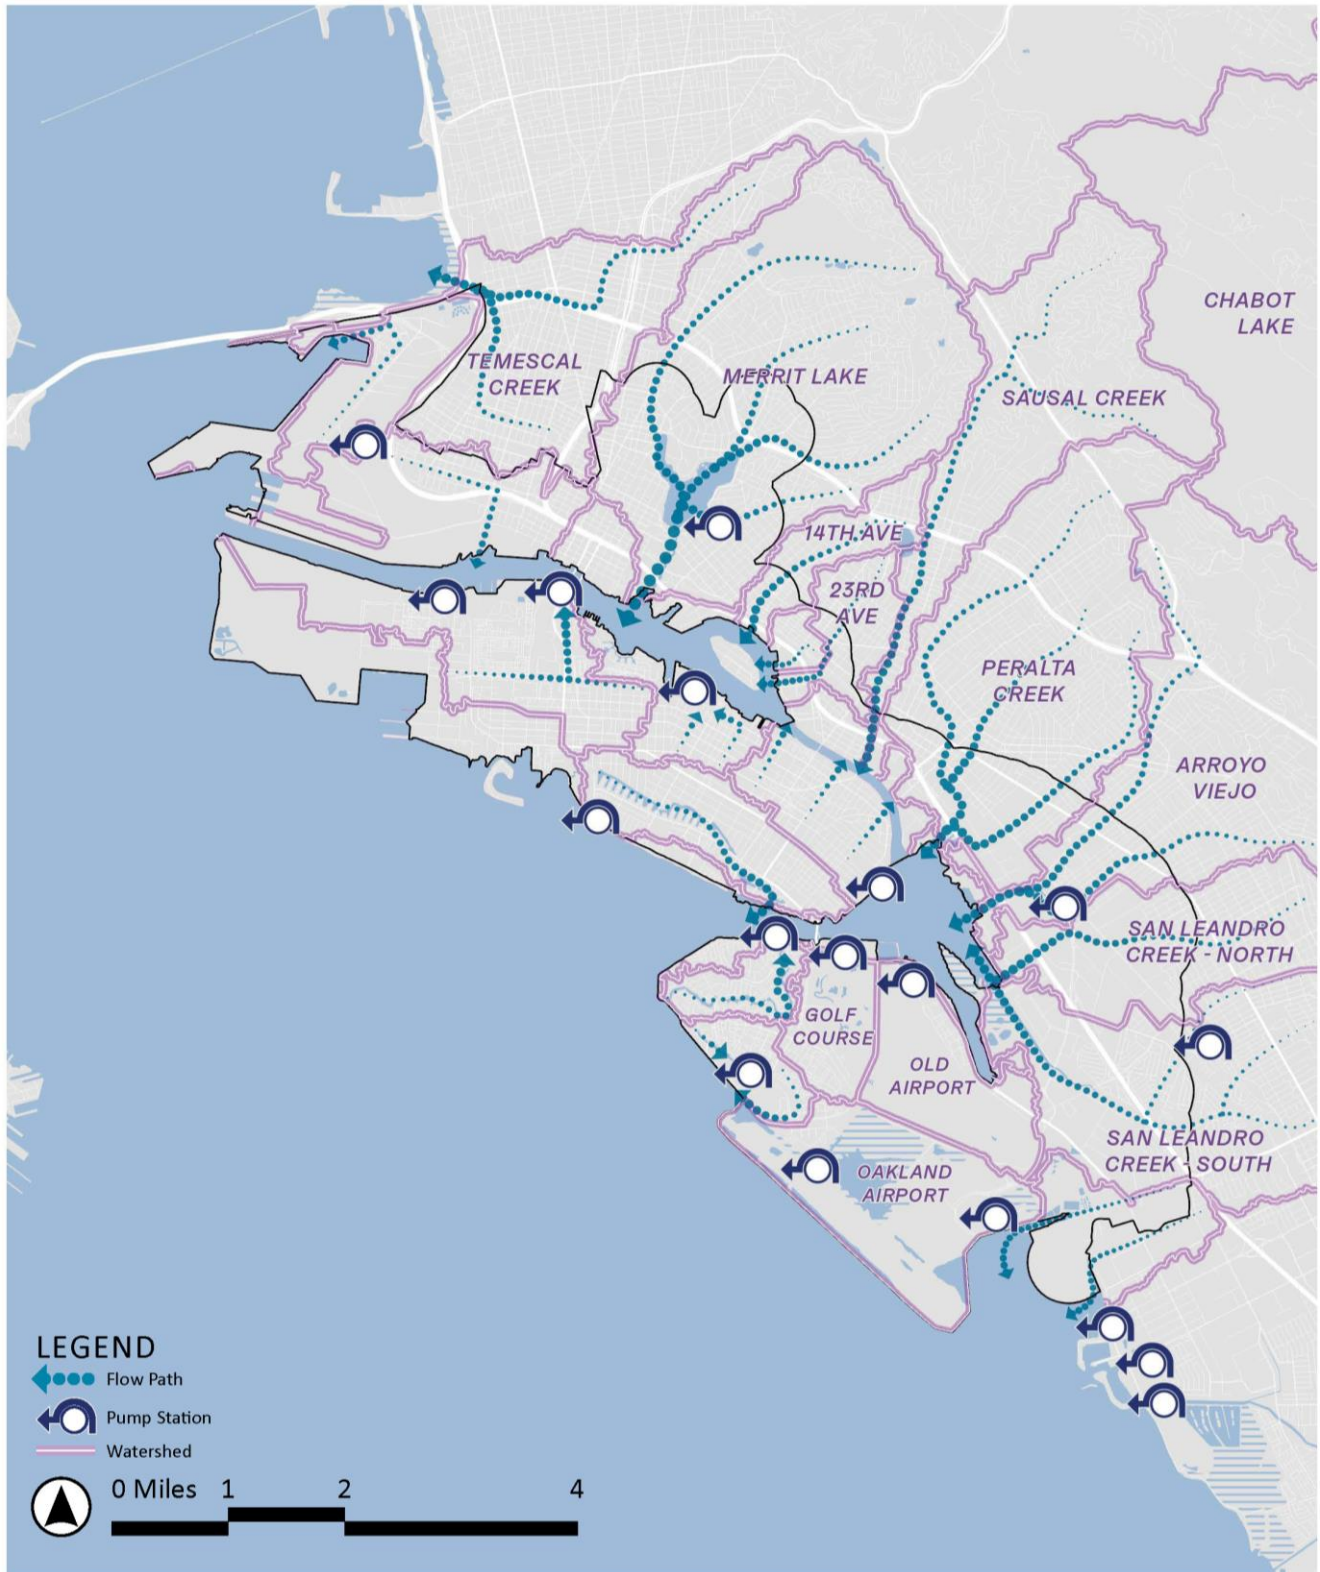 CHABOT
LAKE
TEMESCAL
CREEK
MERRIT LAKE
SAUSAL CREEK
14TH AVE
23RD
AVE
PERALTA
CREEK
ARROYO
VIEJO
SAN LEANDRO
CREEK - NORTH
GOLF
COURSE
OLD
AIRPORT
SAN LEANDRO
CREEK - SOUTH
OAKLAND
AIRPORT
LEGEND
Flow Path
Pump Station
Watershed
0 Miles 1 2 4